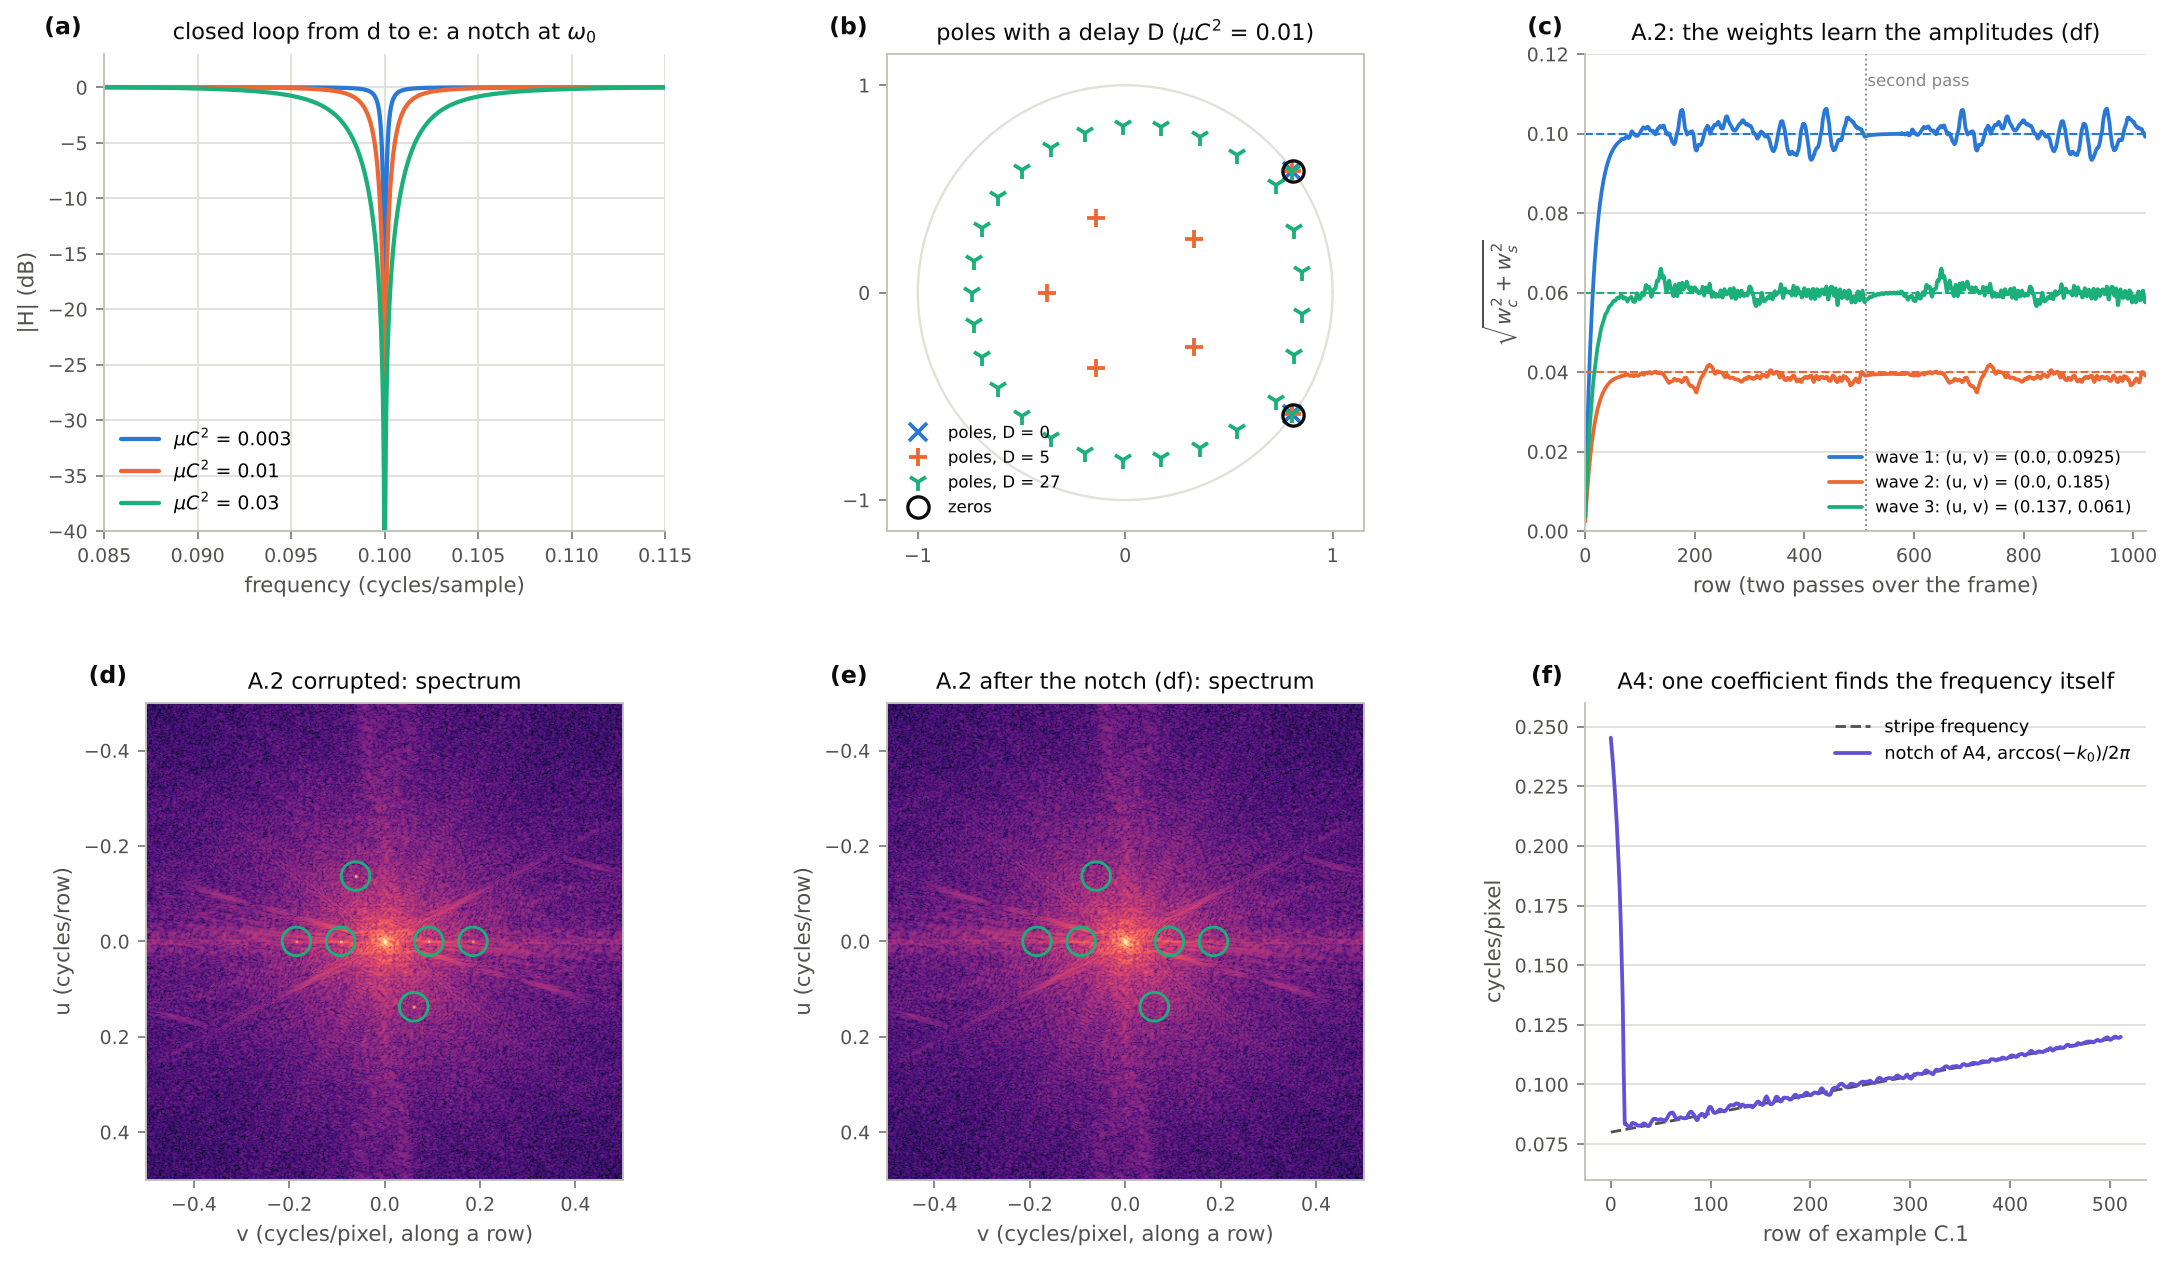 (a)
closed loop from d to e: a notch at ω₀
|H| (dB)
0
−5
−10
−15
−20
−25
−30
−35
−40
μC² = 0.003
μC² = 0.01
μC² = 0.03
0.085 0.090 0.095 0.100 0.105 0.110 0.115
frequency (cycles/sample)
(b)
poles with a delay D (μC² = 0.01)
1
0
−1
poles, D = 0
poles, D = 5
poles, D = 27
zeros
−1 0 1
(c)
A.2: the weights learn the amplitudes (df)
√(w_c² + w_s²)
0.12
0.10
0.08
0.06
0.04
0.02
0.00
second pass
wave 1: (u, v) = (0.0, 0.0925)
wave 2: (u, v) = (0.0, 0.185)
wave 3: (u, v) = (0.137, 0.061)
0 200 400 600 800 1000
row (two passes over the frame)
(d)
A.2 corrupted: spectrum
u (cycles/row)
−0.4
−0.2
0.0
0.2
0.4
−0.4 −0.2 0.0 0.2 0.4
v (cycles/pixel, along a row)
(e)
A.2 after the notch (df): spectrum
u (cycles/row)
−0.4
−0.2
0.0
0.2
0.4
−0.4 −0.2 0.0 0.2 0.4
v (cycles/pixel, along a row)
(f)
A4: one coefficient finds the frequency itself
cycles/pixel
0.250
0.225
0.200
0.175
0.150
0.125
0.100
0.075
stripe frequency
notch of A4, arccos(−k₀)/2π
0 100 200 300 400 500
row of example C.1